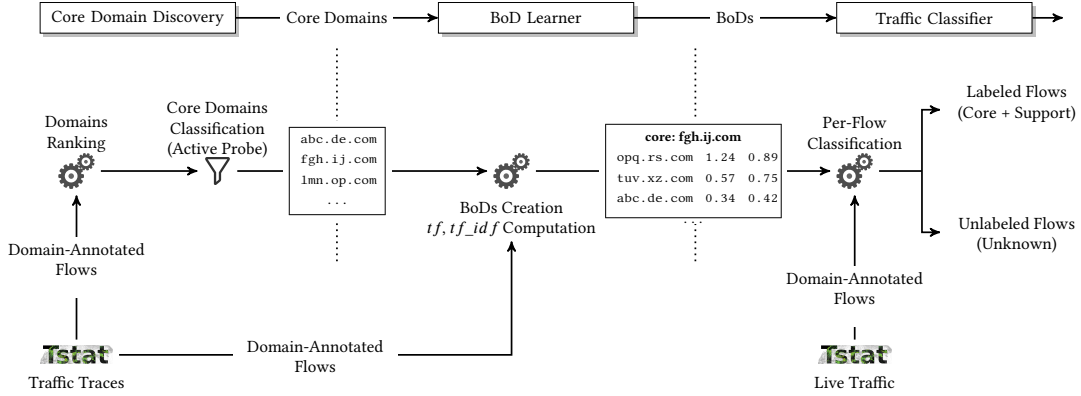 Core Domain Discovery
Core Domains
BoD Learner
BoDs
Traffic Classifier
Domains
Ranking
Core Domains
Classification
(Active Probe)
abc.de.com
fgh.ij.com
lmn.op.com
...
BoDs Creation
tf, tf_idf Computation
core: fgh.ij.com
opq.rs.com 1.24 0.89
tuv.xz.com 0.57 0.75
abc.de.com 0.34 0.42
...
Per-Flow
Classification
Labeled Flows
(Core + Support)
Unlabeled Flows
(Unknown)
Domain-Annotated
Flows
Tstat
Traffic Traces
Domain-Annotated
Flows
Domain-Annotated
Flows
Tstat
Live Traffic